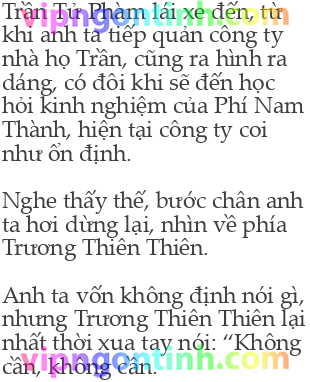 Trần Tử Phàm lái xe đến, từ
khi anh ta tiếp quản công ty
nhà họ Trần, cũng ra hình ra
dáng, có đôi khi sẽ đến học
hỏi kinh nghiệm của Phí Nam
Thành, hiện tại công ty coi
như ổn định.
Nghe thấy thế, bước chân anh
ta hơi dừng lại, nhìn về phía
Trương Thiên Thiên.
Anh ta vốn không định nói gì,
nhưng Trương Thiên Thiên lại
nhất thời xua tay nói: “Không
cần, không cần.
vipngontinh.com
vipngontinh.com